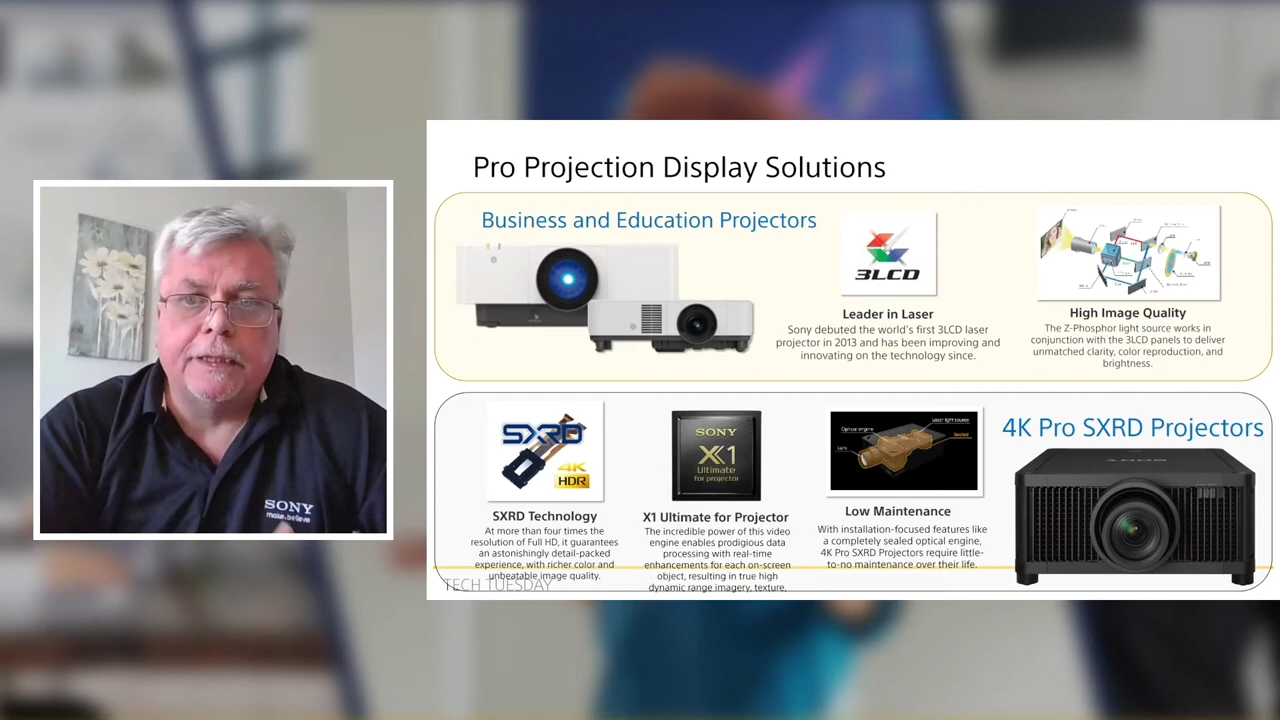 Pro Projection Display Solutions
Business and Education Projectors
3LCD
Leader in Laser
Sony debuted the world's first 3LCD laser
projector in 2013 and has been improving and
innovating on the technology since.
High Image Quality
The Z-Phosphor light source works in
conjunction with the 3LCD panels to deliver
unmatched clarity, color reproduction, and
brightness.
SXRD
4K
HDR
SXRD Technology
At more than four times the
resolution of Full HD, it guarantees
an astonishingly detail-packed
experience, with richer color and
unbeatable image quality.
SONY
X1
Ultimate
for projector
X1 Ultimate for Projector
The incredible power of this video
engine enables prodigious data
processing with real-time
enhancements for each on-screen
object, resulting in true high
dynamic range imagery, texture,
Laser light source
Optical engine
Sealed
Lens
Low Maintenance
With installation-focused features like
a completely sealed optical engine,
4K Pro SXRD Projectors require little-
to-no maintenance over their life.
4K Pro SXRD Projectors
SONY
TECH TUESDAY
SONY
make.believe